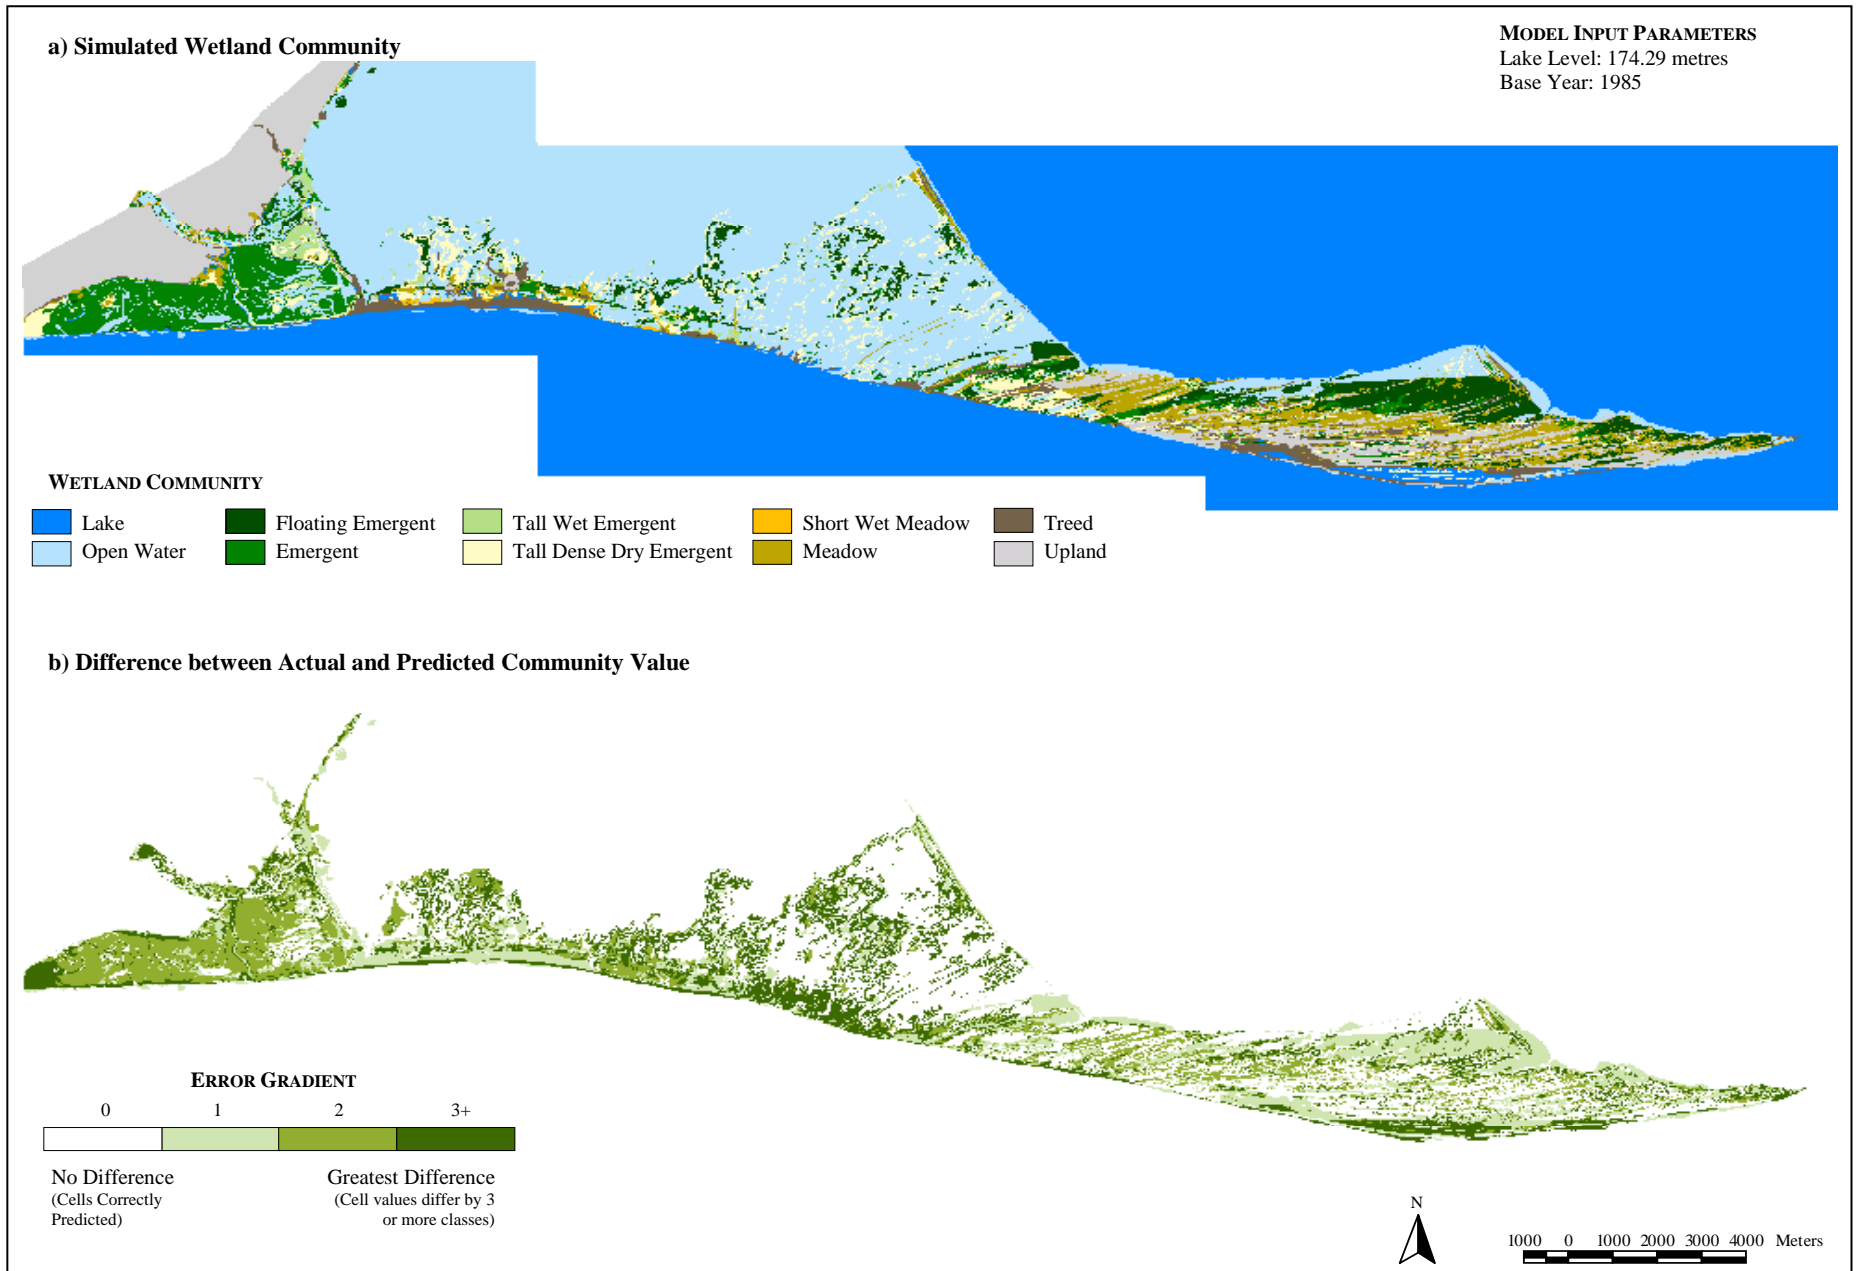 a) Simulated Wetland Community
MODEL INPUT PARAMETERS
Lake Level: 174.29 metres
Base Year: 1985
WETLAND COMMUNITY
Lake
Floating Emergent
Tall Wet Emergent
Short Wet Meadow
Treed
Open Water
Emergent
Tall Dense Dry Emergent
Meadow
Upland
b) Difference between Actual and Predicted Community Value
ERROR GRADIENT
0 1 2 3+
No Difference
(Cells Correctly
Predicted)
Greatest Difference
(Cell values differ by 3
or more classes)
N
1000 0 1000 2000 3000 4000 Meters